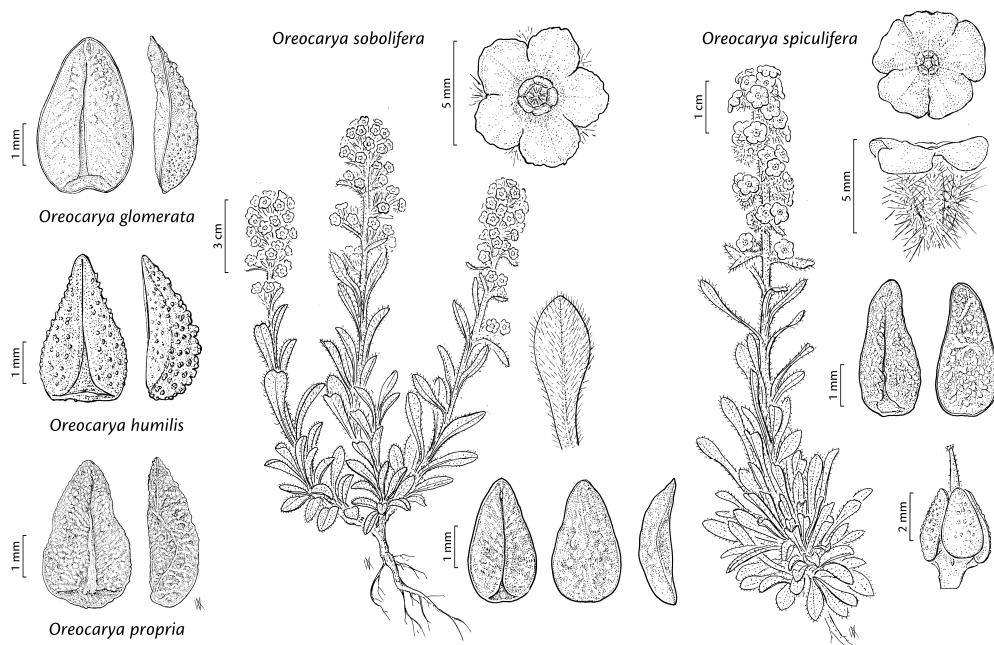 1 mm
Oreocarya glomerata
1 mm
Oreocarya humilis
1 mm
Oreocarya propria
Oreocarya sobolifera
5 mm
3 cm
1 mm
Oreocarya spiculifera
1 cm
5 mm
1 mm
2 mm